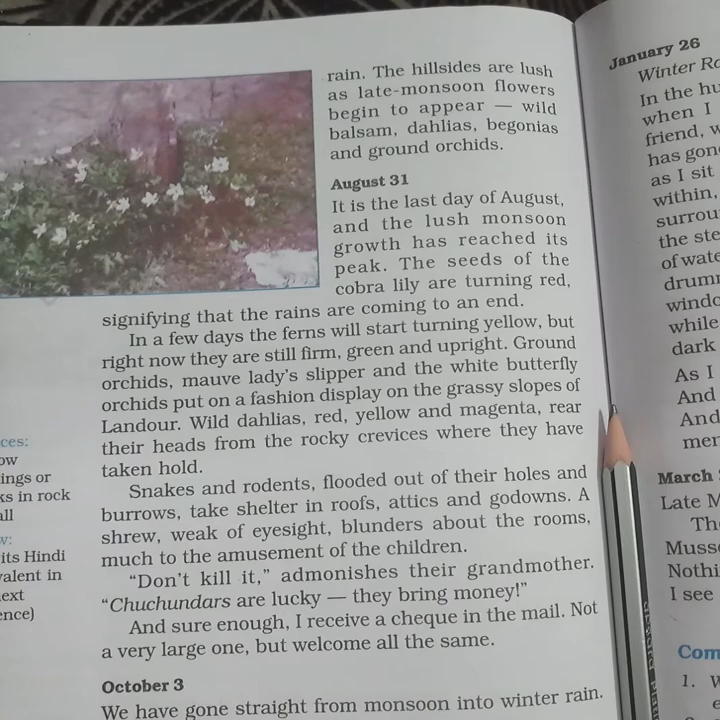 rain. The hillsides are lush
as late-monsoon flowers
begin to appear — wild
balsam, dahlias, begonias
and ground orchids.
August 31
It is the last day of August,
and the lush monsoon
growth has reached its
peak. The seeds of the
cobra lily are turning red,
signifying that the rains are coming to an end.
In a few days the ferns will start turning yellow, but
right now they are still firm, green and upright. Ground
orchids, mauve lady's slipper and the white butterfly
orchids put on a fashion display on the grassy slopes of
Landour. Wild dahlias, red, yellow and magenta, rear
their heads from the rocky crevices where they have
taken hold.
Snakes and rodents, flooded out of their holes and
burrows, take shelter in roofs, attics and godowns. A
shrew, weak of eyesight, blunders about the rooms,
much to the amusement of the children.
“Don't kill it,” admonishes their grandmother.
“Chuchundars are lucky — they bring money!”
And sure enough, I receive a cheque in the mail. Not
a very large one, but welcome all the same.
October 3
We have gone straight from monsoon into winter rain.
ces:
ow
ings or
ks in rock
all
w:
its Hindi
valent in
ext
ence)
January 26
Winter Ro
In the hu
when I
friend, w
has gon
as I sit
within,
surrou
the ste
of wate
drumr
windo
while
dark
As I
And
And
mer
March
Late M
The
Musso
Nothi
I see
Com
1. W